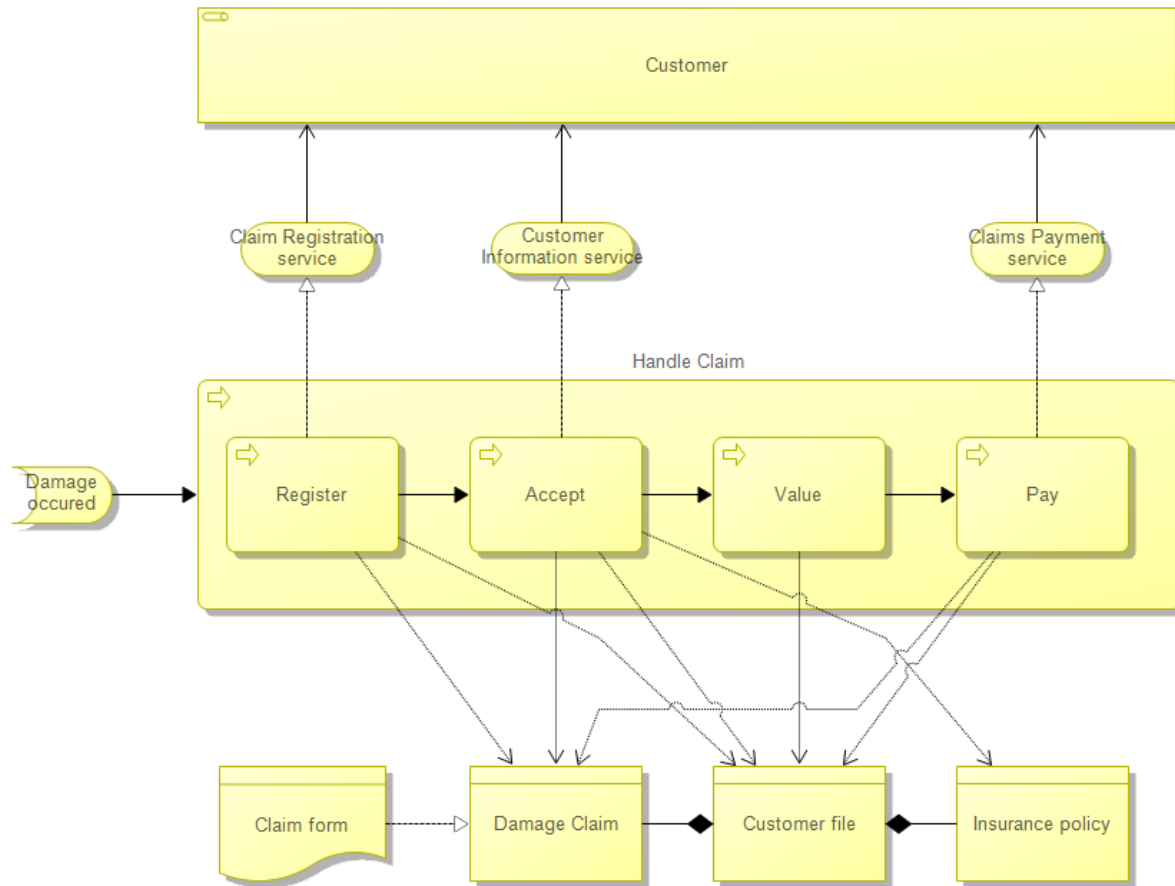 Customer
Claim Registration
service
Customer
Information service
Claims Payment
service
Handle Claim
Damage
occured
Register
Accept
Value
Pay
Claim form
Damage Claim
Customer file
Insurance policy